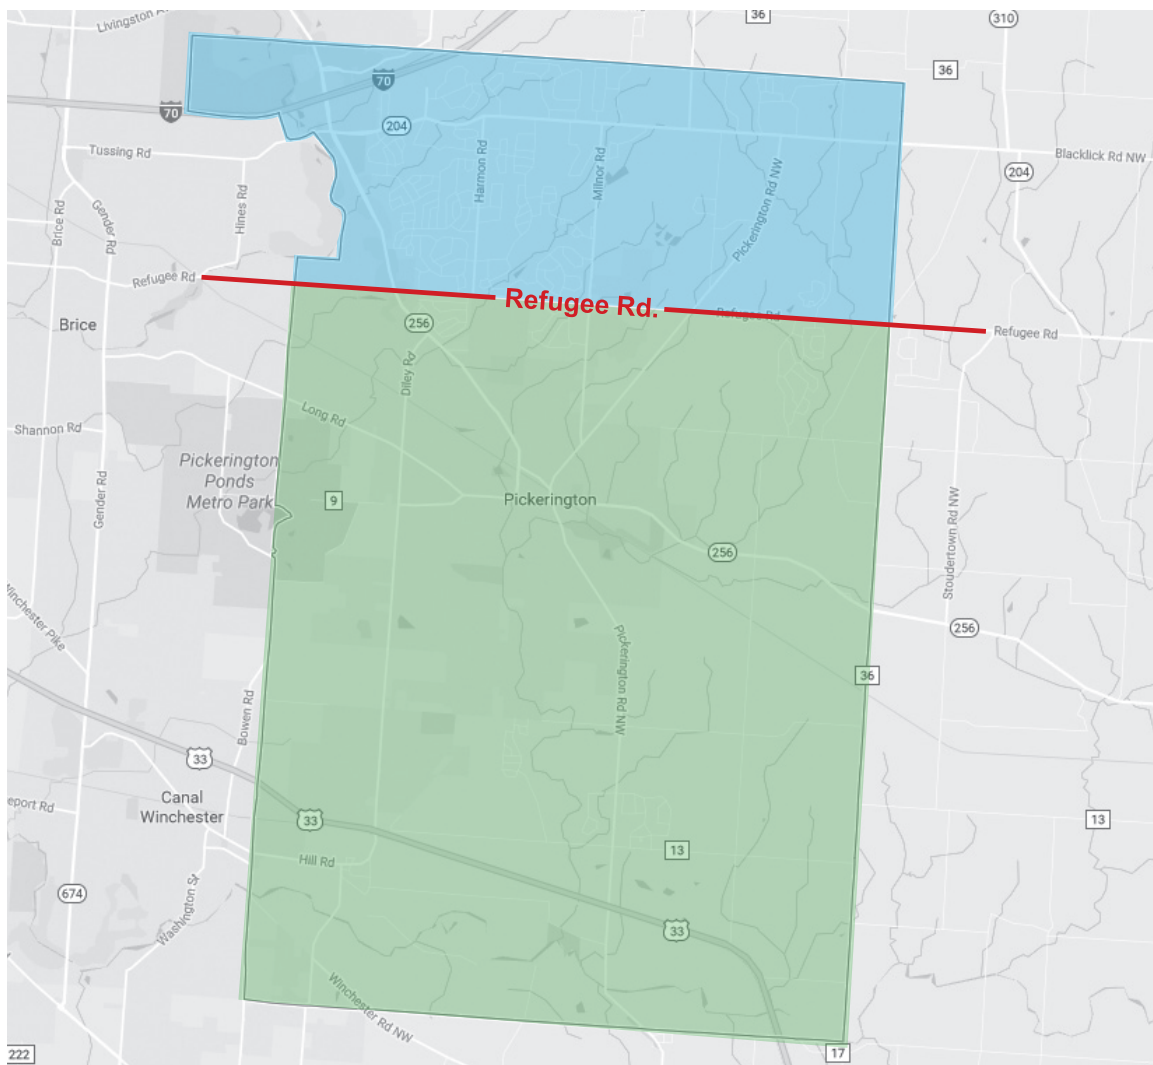 Livingston A
36
310
36
70
70
204
Tussing Rd
Harmon Rd
Milnor Rd
Pickerington Rd NW
Blacklick Rd NW
204
Brice Rd
Gender Rd
Hines Rd
Refugee Rd
Refugee Rd.
Refugee Rd
Refugee Rd
Brice
256
Diley Rd
Long Rd
Shannon Rd
Pickerington
Ponds
Metro Park
Gender Rd
9
Pickerington
256
Stoudertown Rd NW
256
Winchester Pike
Pickerington Rd NW
36
Bowen Rd
33
Canal
Winchester
eport Rd
33
13
13
Hill Rd
674
Washington St
33
Winchester Rd NW
222
17